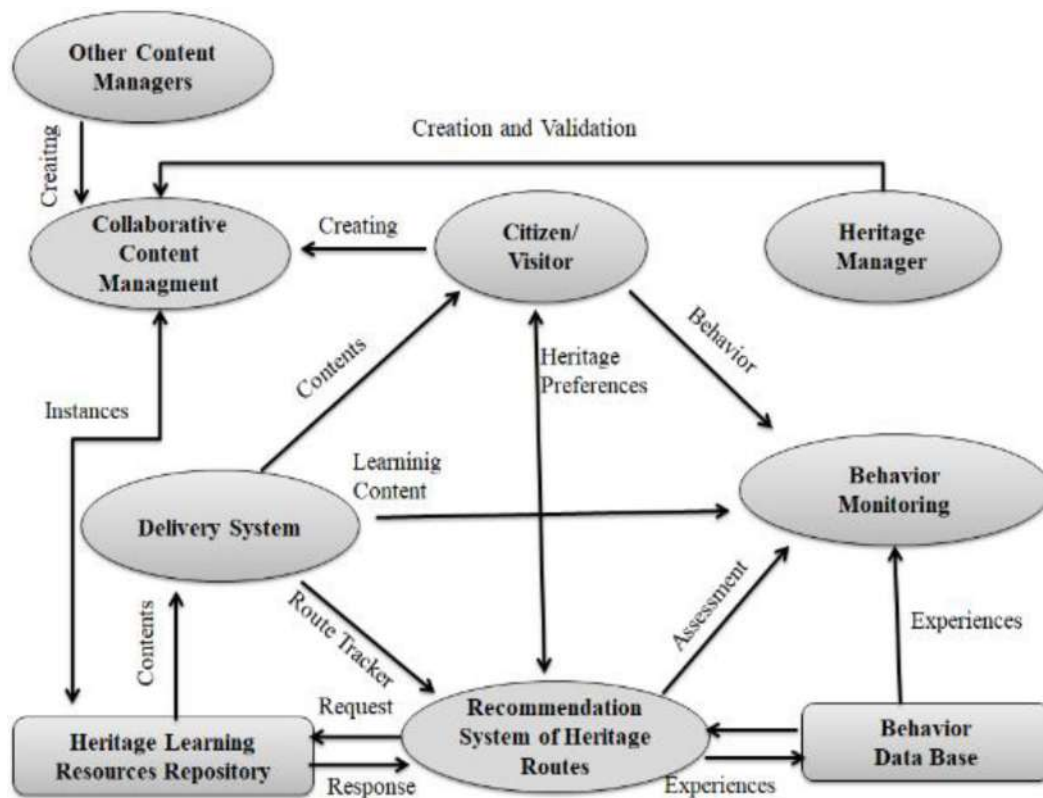 Other Content
Managers
Creaitng
Creation and Validation
Collaborative
Content
Managment
Creating
Citizen/
Visitor
Heritage
Manager
Instances
Contents
Heritage
Preferences
Behavior
Learninig
Content
Delivery System
Behavior
Monitoring
Contents
Route Tracker
Assessment
Experiences
Request
Heritage Learning
Resources Repository
Response
Recommendation
System of Heritage
Routes
Experiences
Behavior
Data Base